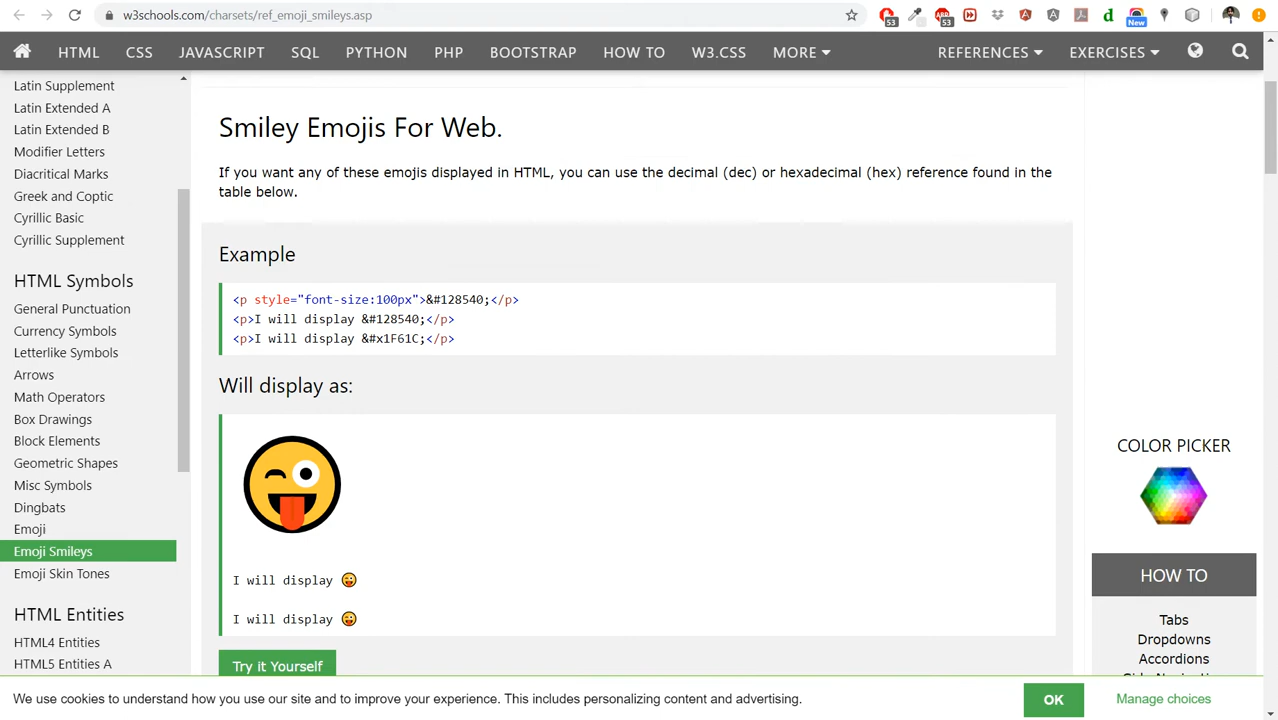 w3schools.com/charsets/ref_emoji_smileys.asp
53
53
New
HTML CSS JAVASCRIPT SQL PYTHON PHP BOOTSTRAP HOW TO W3.CSS MORE REFERENCES EXERCISES
Latin Supplement
Latin Extended A
Latin Extended B
Modifier Letters
Diacritical Marks
Greek and Coptic
Cyrillic Basic
Cyrillic Supplement
HTML Symbols
General Punctuation
Currency Symbols
Letterlike Symbols
Arrows
Math Operators
Box Drawings
Block Elements
Geometric Shapes
Misc Symbols
Dingbats
Emoji
Emoji Smileys
Emoji Skin Tones
HTML Entities
HTML4 Entities
HTML5 Entities A
Smiley Emojis For Web.
If you want any of these emojis displayed in HTML, you can use the decimal (dec) or hexadecimal (hex) reference found in the
table below.
Example
<p style="font-size:100px">&#128540;</p>
<p>I will display &#128540;</p>
<p>I will display &#x1F61C;</p>
Will display as:
I will display 😜
I will display 😜
Try it Yourself
COLOR PICKER
HOW TO
Tabs
Dropdowns
Accordions
We use cookies to understand how you use our site and to improve your experience. This includes personalizing content and advertising.
OK
Manage choices